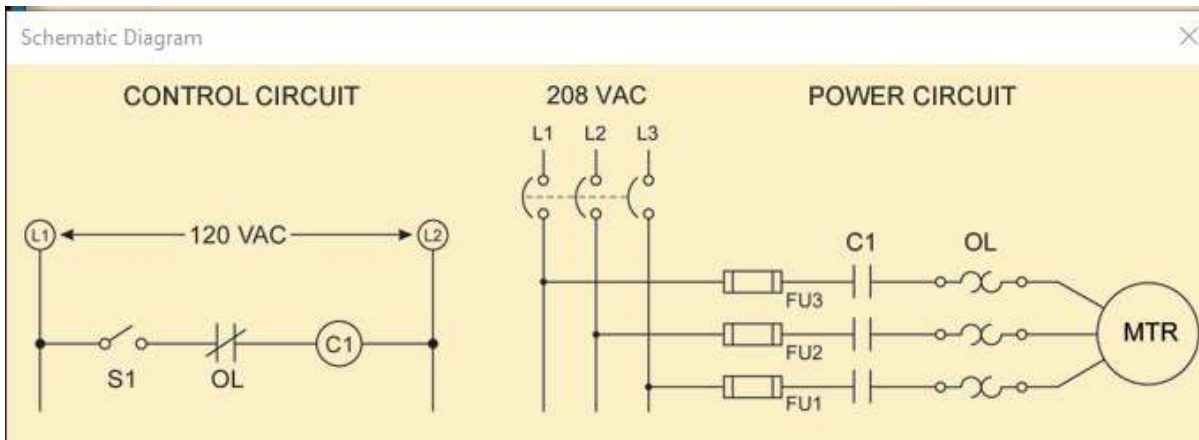 Schematic Diagram
CONTROL CIRCUIT
208 VAC
POWER CIRCUIT
L1 L2 L3
L1 120 VAC L2
C1 OL
FU3
S1 OL C1
FU2
MTR
FU1